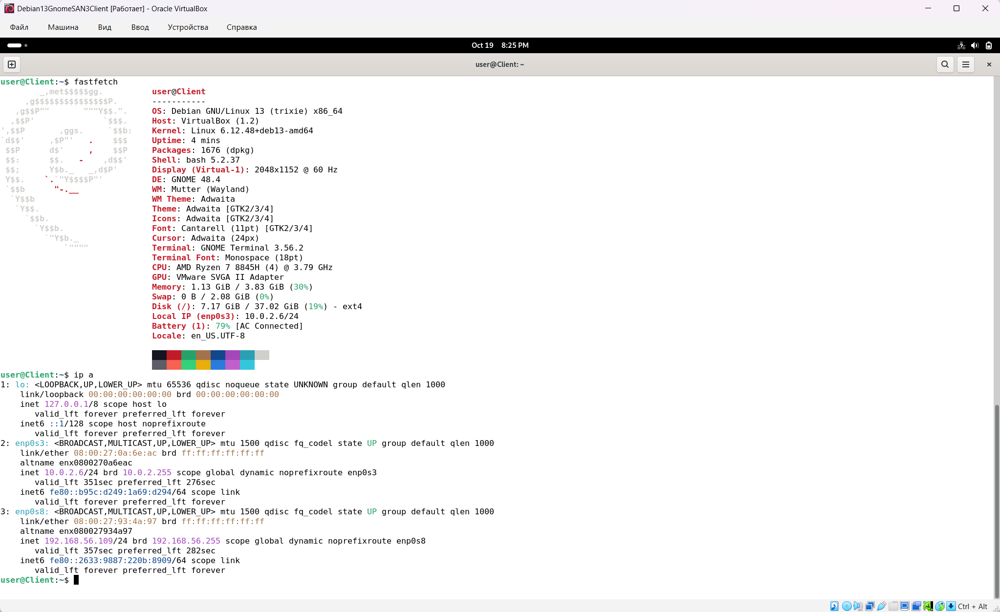 Debian13GnomeSAN3Client [Работает] - Oracle VirtualBox
Файл Машина Вид Ввод Устройства Справка
Oct 19 8:25 PM
user@Client: ~
user@Client:~$ fastfetch
       _,met$$$$$gg.          user@Client
    ,g$$$$$$$$$$$$$$$P.       -----------
  ,g$$P""       """Y$$.".     OS: Debian GNU/Linux 13 (trixie) x86_64
 ,$$P'              `$$$.     Host: VirtualBox (1.2)
',$$P       ,ggs.     `$$b:   Kernel: Linux 6.12.48+deb13-amd64
`d$$'     ,$P"'   .    $$$    Uptime: 4 mins
 $$P      d$'     ,    $$P    Packages: 1676 (dpkg)
 $$:      $$.   -    ,d$$'    Shell: bash 5.2.37
 $$;      Y$b._   _,d$P'      Display (Virtual-1): 2048x1152 @ 60 Hz
 Y$$.    `.`"Y$$$$P"'         DE: GNOME 48.4
 `$$b      "-.__              WM: Mutter (Wayland)
  `Y$$b                       WM Theme: Adwaita
   `Y$$.                      Theme: Adwaita [GTK2/3/4]
     `$$b.                    Icons: Adwaita [GTK2/3/4]
       `Y$$b.                 Font: Cantarell (11pt) [GTK2/3/4]
         `"Y$b._              Cursor: Adwaita (24px)
             `""""            Terminal: GNOME Terminal 3.56.2
Terminal Font: Monospace (18pt)
CPU: AMD Ryzen 7 8845H (4) @ 3.79 GHz
GPU: VMware SVGA II Adapter
Memory: 1.13 GiB / 3.83 GiB (30%)
Swap: 0 B / 2.08 GiB (0%)
Disk (/): 7.17 GiB / 37.02 GiB (19%) - ext4
Local IP (enp0s3): 10.0.2.6/24
Battery (1): 79% [AC Connected]
Locale: en_US.UTF-8
user@Client:~$ ip a
1: lo: <LOOPBACK,UP,LOWER_UP> mtu 65536 qdisc noqueue state UNKNOWN group default qlen 1000
link/loopback 00:00:00:00:00:00 brd 00:00:00:00:00:00
inet 127.0.0.1/8 scope host lo
valid_lft forever preferred_lft forever
inet6 ::1/128 scope host noprefixroute
valid_lft forever preferred_lft forever
2: enp0s3: <BROADCAST,MULTICAST,UP,LOWER_UP> mtu 1500 qdisc fq_codel state UP group default qlen 1000
link/ether 08:00:27:0a:6e:ac brd ff:ff:ff:ff:ff:ff
altname enx0800270a6eac
inet 10.0.2.6/24 brd 10.0.2.255 scope global dynamic noprefixroute enp0s3
valid_lft 351sec preferred_lft 276sec
inet6 fe80::b95c:d249:1a69:d294/64 scope link
valid_lft forever preferred_lft forever
3: enp0s8: <BROADCAST,MULTICAST,UP,LOWER_UP> mtu 1500 qdisc fq_codel state UP group default qlen 1000
link/ether 08:00:27:93:4a:97 brd ff:ff:ff:ff:ff:ff
altname enx080027934a97
inet 192.168.56.109/24 brd 192.168.56.255 scope global dynamic noprefixroute enp0s8
valid_lft 357sec preferred_lft 282sec
inet6 fe80::2633:9887:220b:8909/64 scope link
valid_lft forever preferred_lft forever
user@Client:~$
Ctrl + Alt